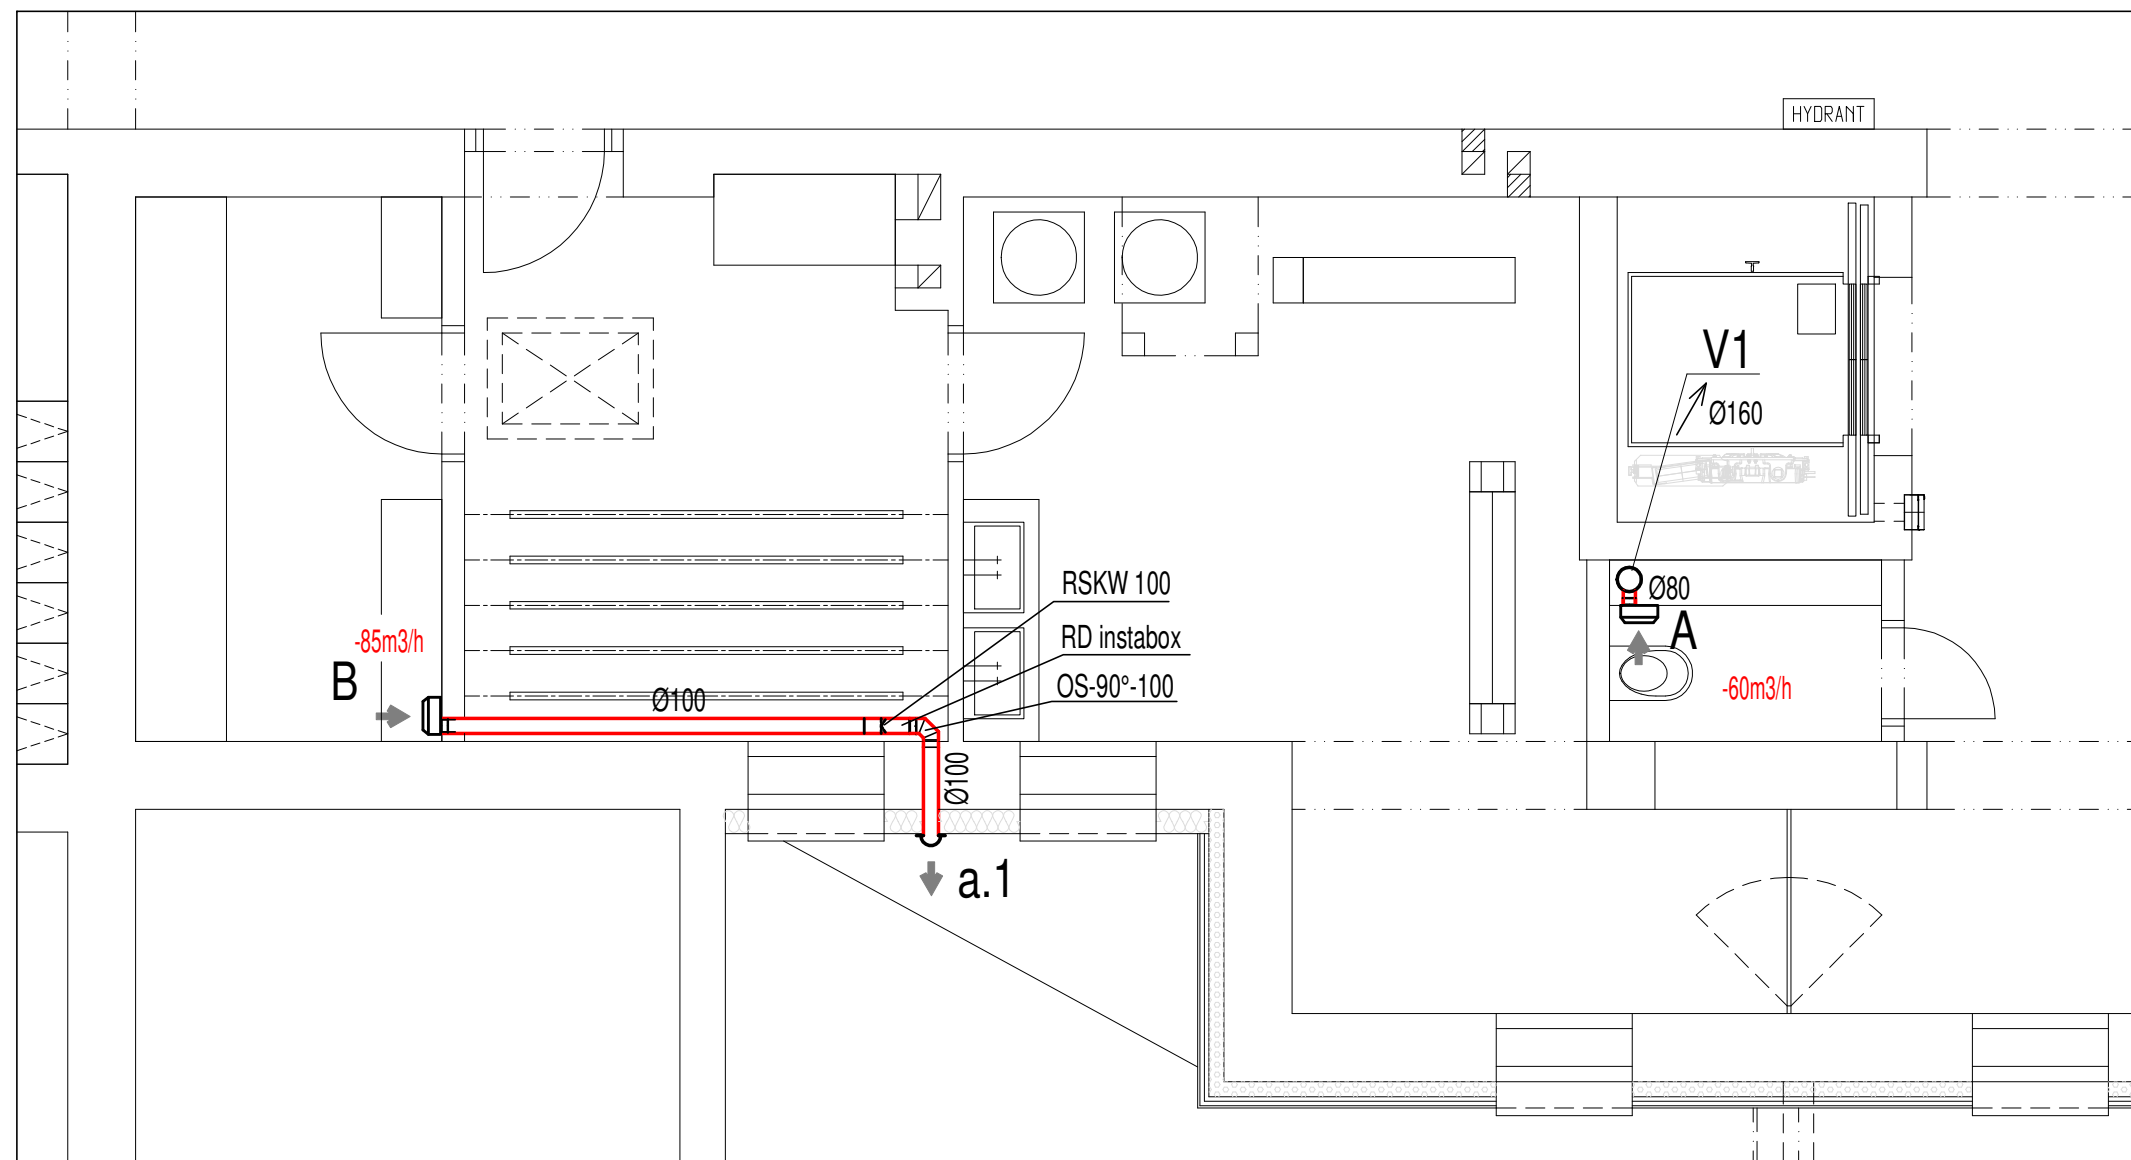 HYDRANT
V1
Ø160
RSKW 100
Ø80
RD instabox
A
-85m3/h
B
OS-90°-100
-60m3/h
Ø100
Ø100
a.1